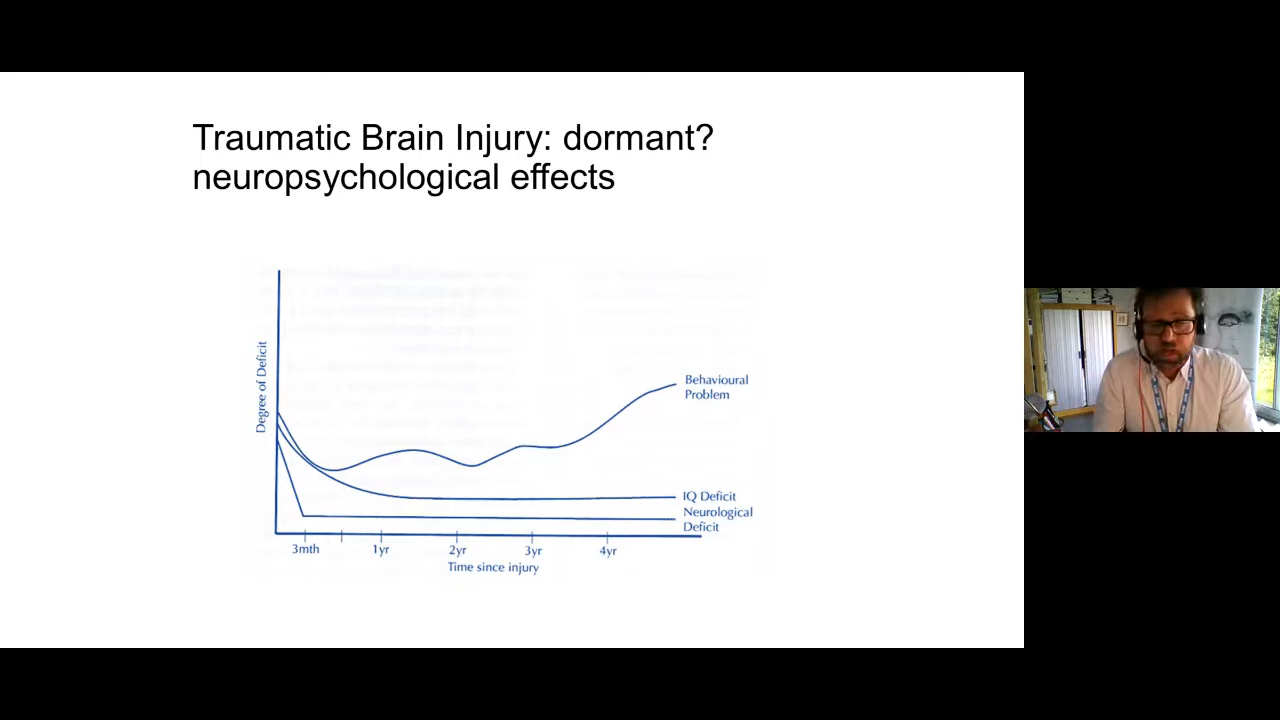 Traumatic Brain Injury: dormant?
neuropsychological effects
Degree of Deficit
Behavioural
Problem
IQ Deficit
Neurological
Deficit
3mth 1yr 2yr 3yr 4yr
Time since injury